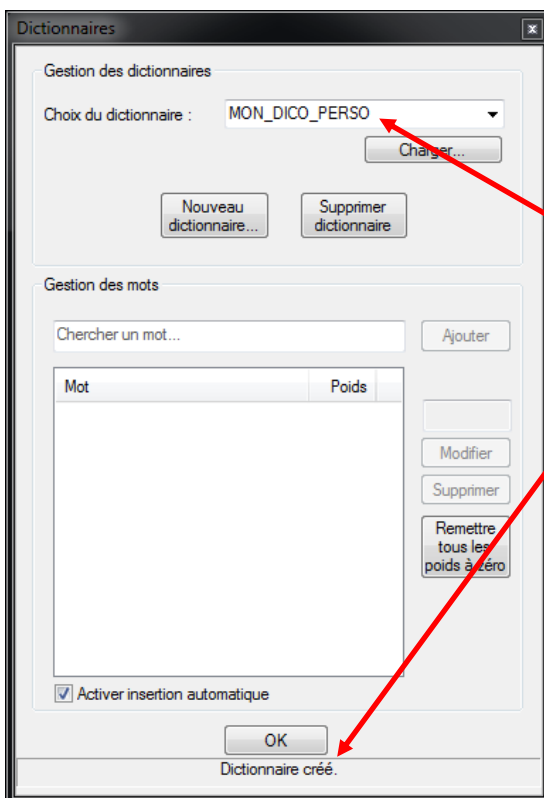 Dictionnaires
Gestion des dictionnaires
Choix du dictionnaire : MON_DICO_PERSO
Charger...
Nouveau dictionnaire...
Supprimer dictionnaire
Gestion des mots
Chercher un mot...
Ajouter
Mot Poids
Modifier
Supprimer
Remettre
tous les
poids à zéro
Activer insertion automatique
OK
Dictionnaire créé.